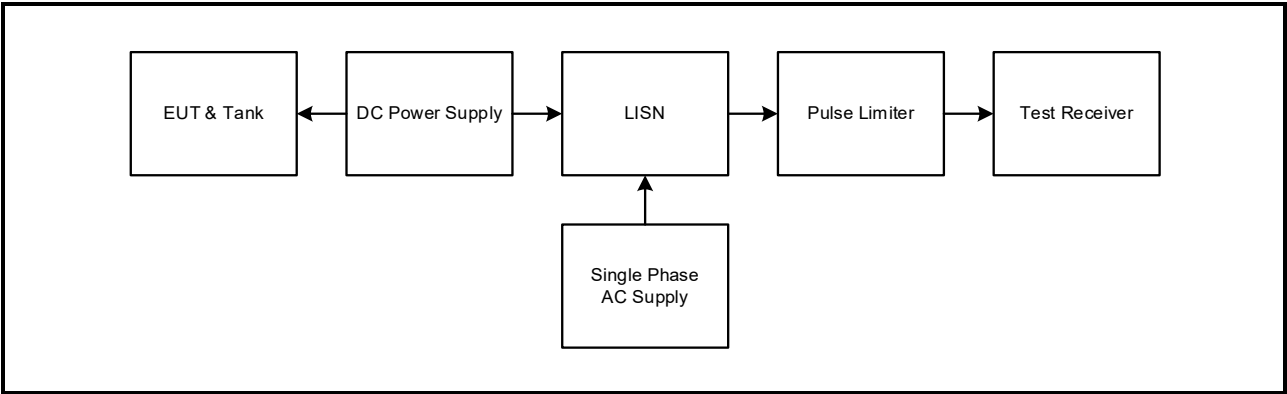 EUT & Tank
DC Power Supply
LISN
Pulse Limiter
Test Receiver
Single Phase
AC Supply